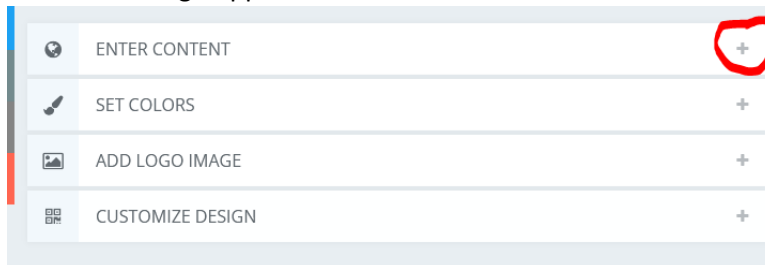 ENTER CONTENT
+
SET COLORS
+
ADD LOGO IMAGE
+
CUSTOMIZE DESIGN
+